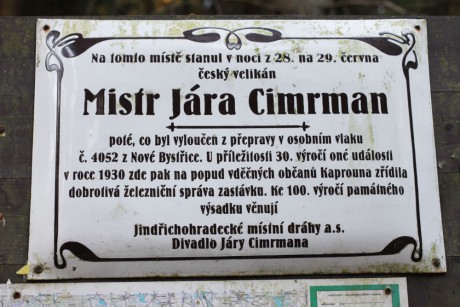 Na tomto místě stanul v noci z 28. na 29. června
český velikán
Mistr Jára Cimrman
poté, co byl vyloučen z přepravy v osobním vlaku
č. 4052 z Nové Bystřice. U příležitosti 30. výročí oné události
v roce 1930 zde pak na popud vděčných občanů Kaprouna zřídila
dobrotivá železniční správa zastávku. Ke 100. výročí památného
výsadku věnují
Jindřichohradecké místní dráhy a.s.
Divadlo Járy Cimrmana